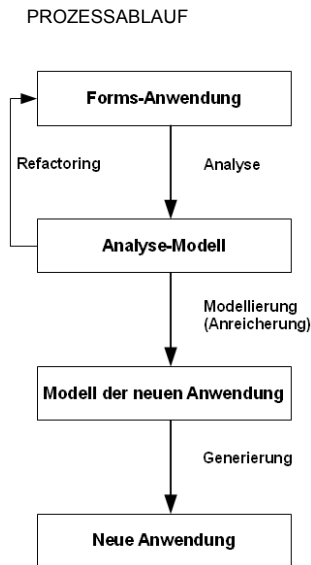 PROZESSABLAUF
Forms-Anwendung
Refactoring
Analyse
Analyse-Modell
Modellierung
(Anreicherung)
Modell der neuen Anwendung
Generierung
Neue Anwendung